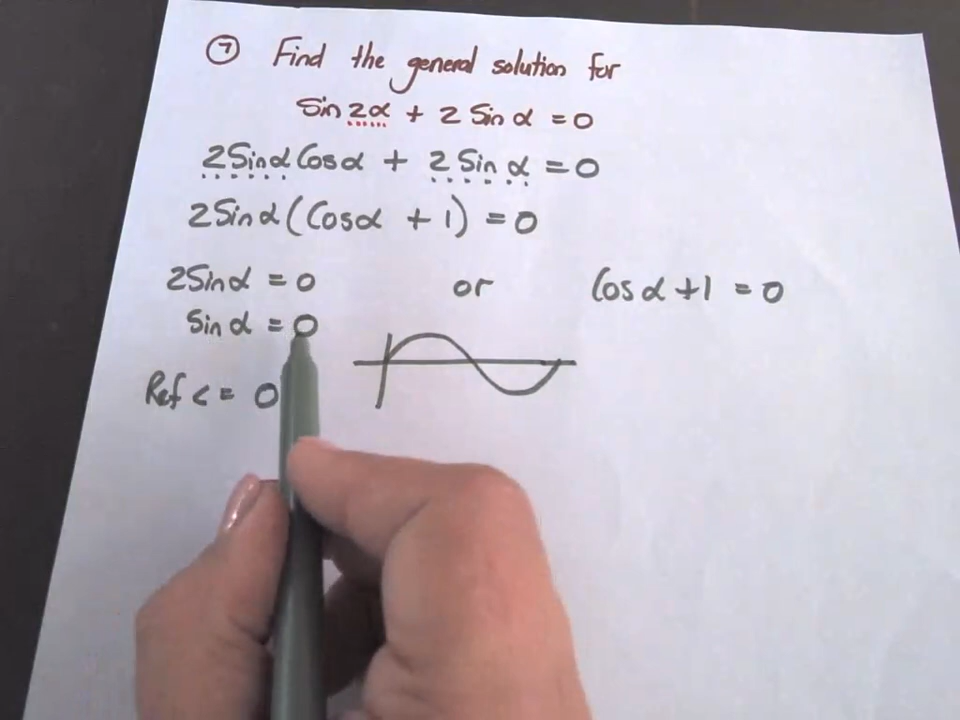 ⑦ Find the general solution for
Sin 2α + 2 Sin α = 0
2Sinα Cosα + 2 Sin α = 0
2Sinα (Cosα + 1) = 0
2Sinα = 0 or Cos α + 1 = 0
Sin α = 0
Ref < = 0